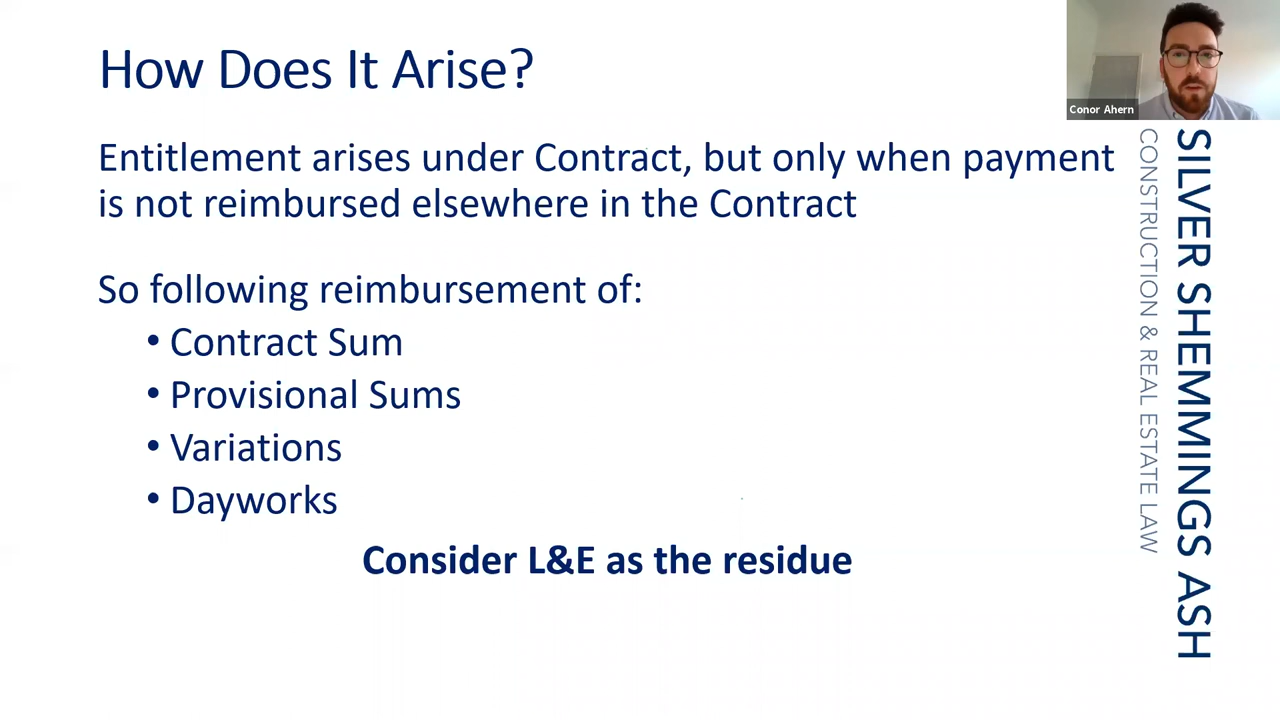 How Does It Arise?
Conor Ahern
Entitlement arises under Contract, but only when payment
is not reimbursed elsewhere in the Contract
So following reimbursement of:
• Contract Sum
• Provisional Sums
• Variations
• Dayworks
Consider L&E as the residue
SILVER SHEMMINGS ASH
CONSTRUCTION & REAL ESTATE LAW